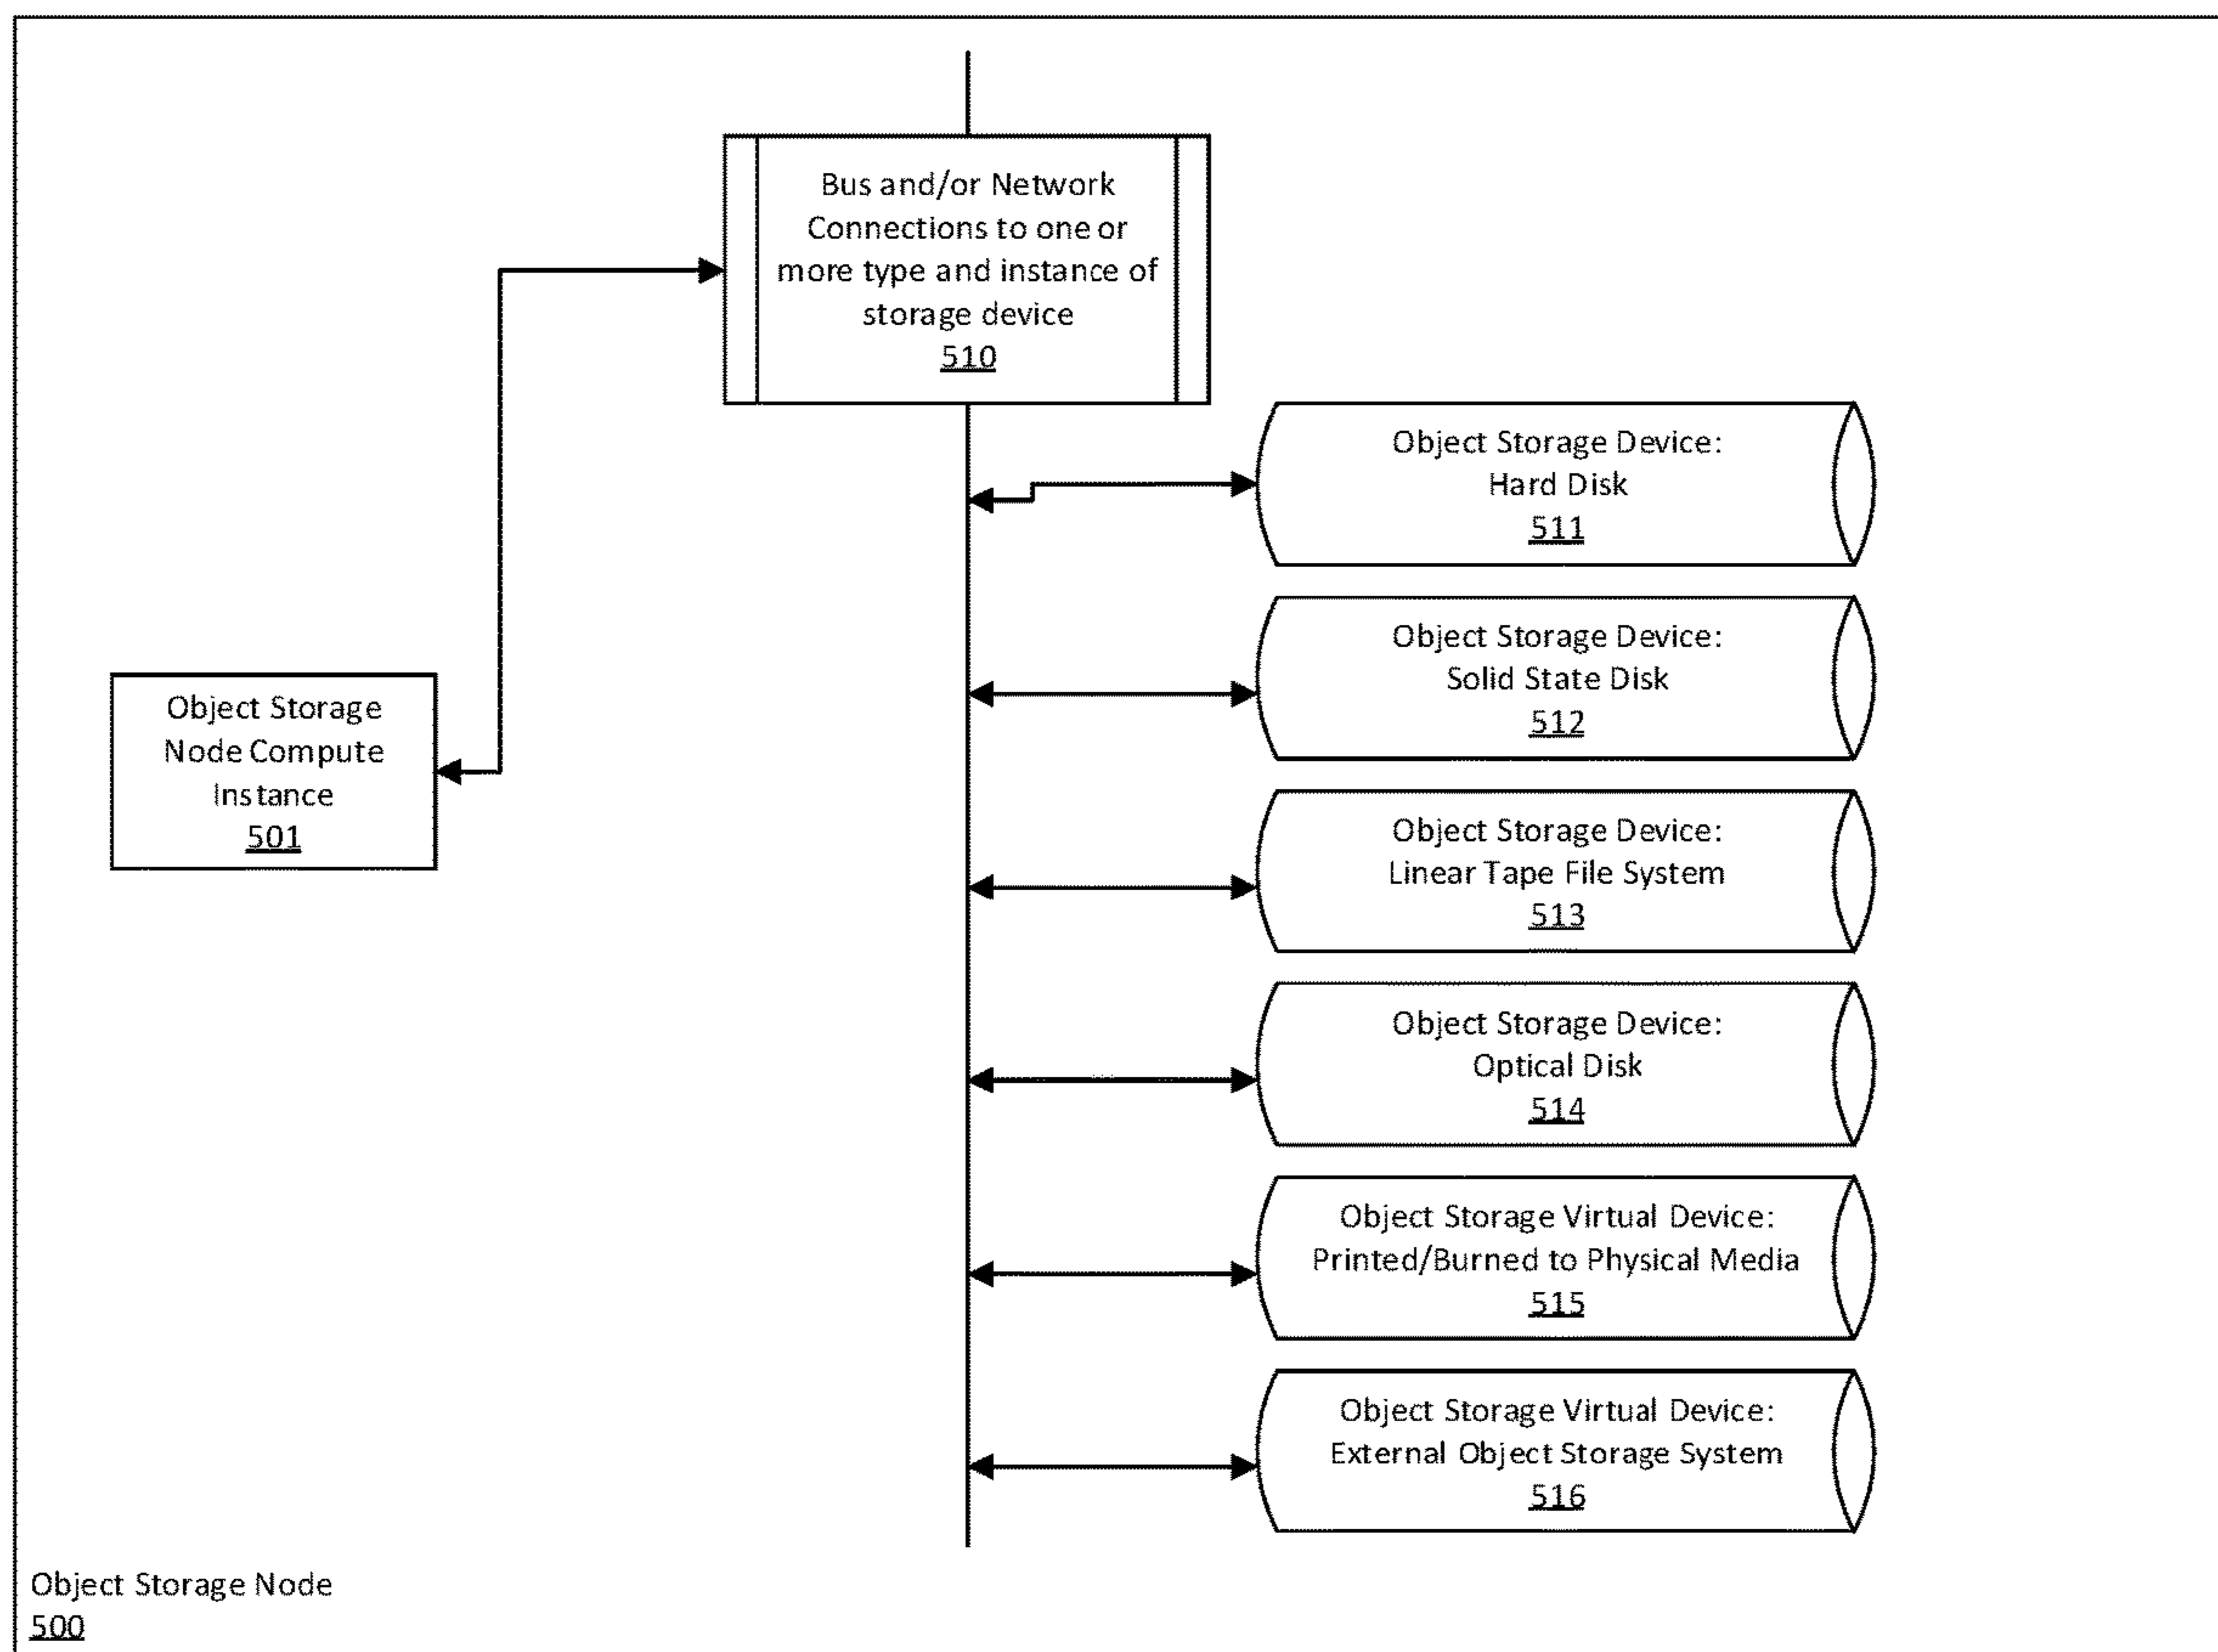 Bus and/or Network
Connections to one or
more type and instance of
storage device
510
Object Storage Device:
Hard Disk
511
Object Storage Device:
Solid State Disk
512
Object Storage
Node Compute
Instance
501
Object Storage Device:
Linear Tape File System
513
Object Storage Device:
Optical Disk
514
Object Storage Virtual Device:
Printed/Burned to Physical Media
515
Object Storage Virtual Device:
External Object Storage System
516
Object Storage Node
500